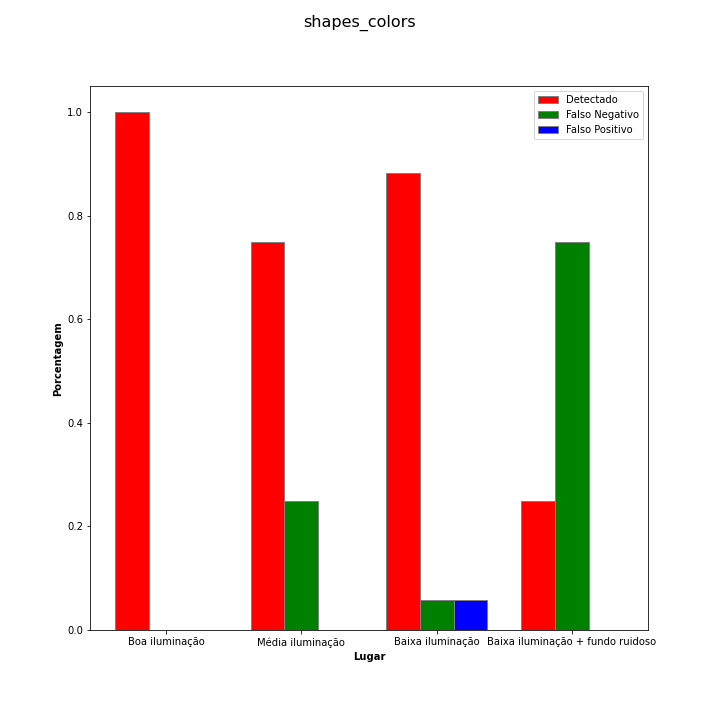 shapes_colors
Detectado
Falso Negativo
Falso Positivo
1.0
0.8
0.6
0.4
0.2
0.0
Porcentagem
Boa iluminação
Média iluminação
Baixa iluminação
Baixa iluminação + fundo ruidoso
Lugar